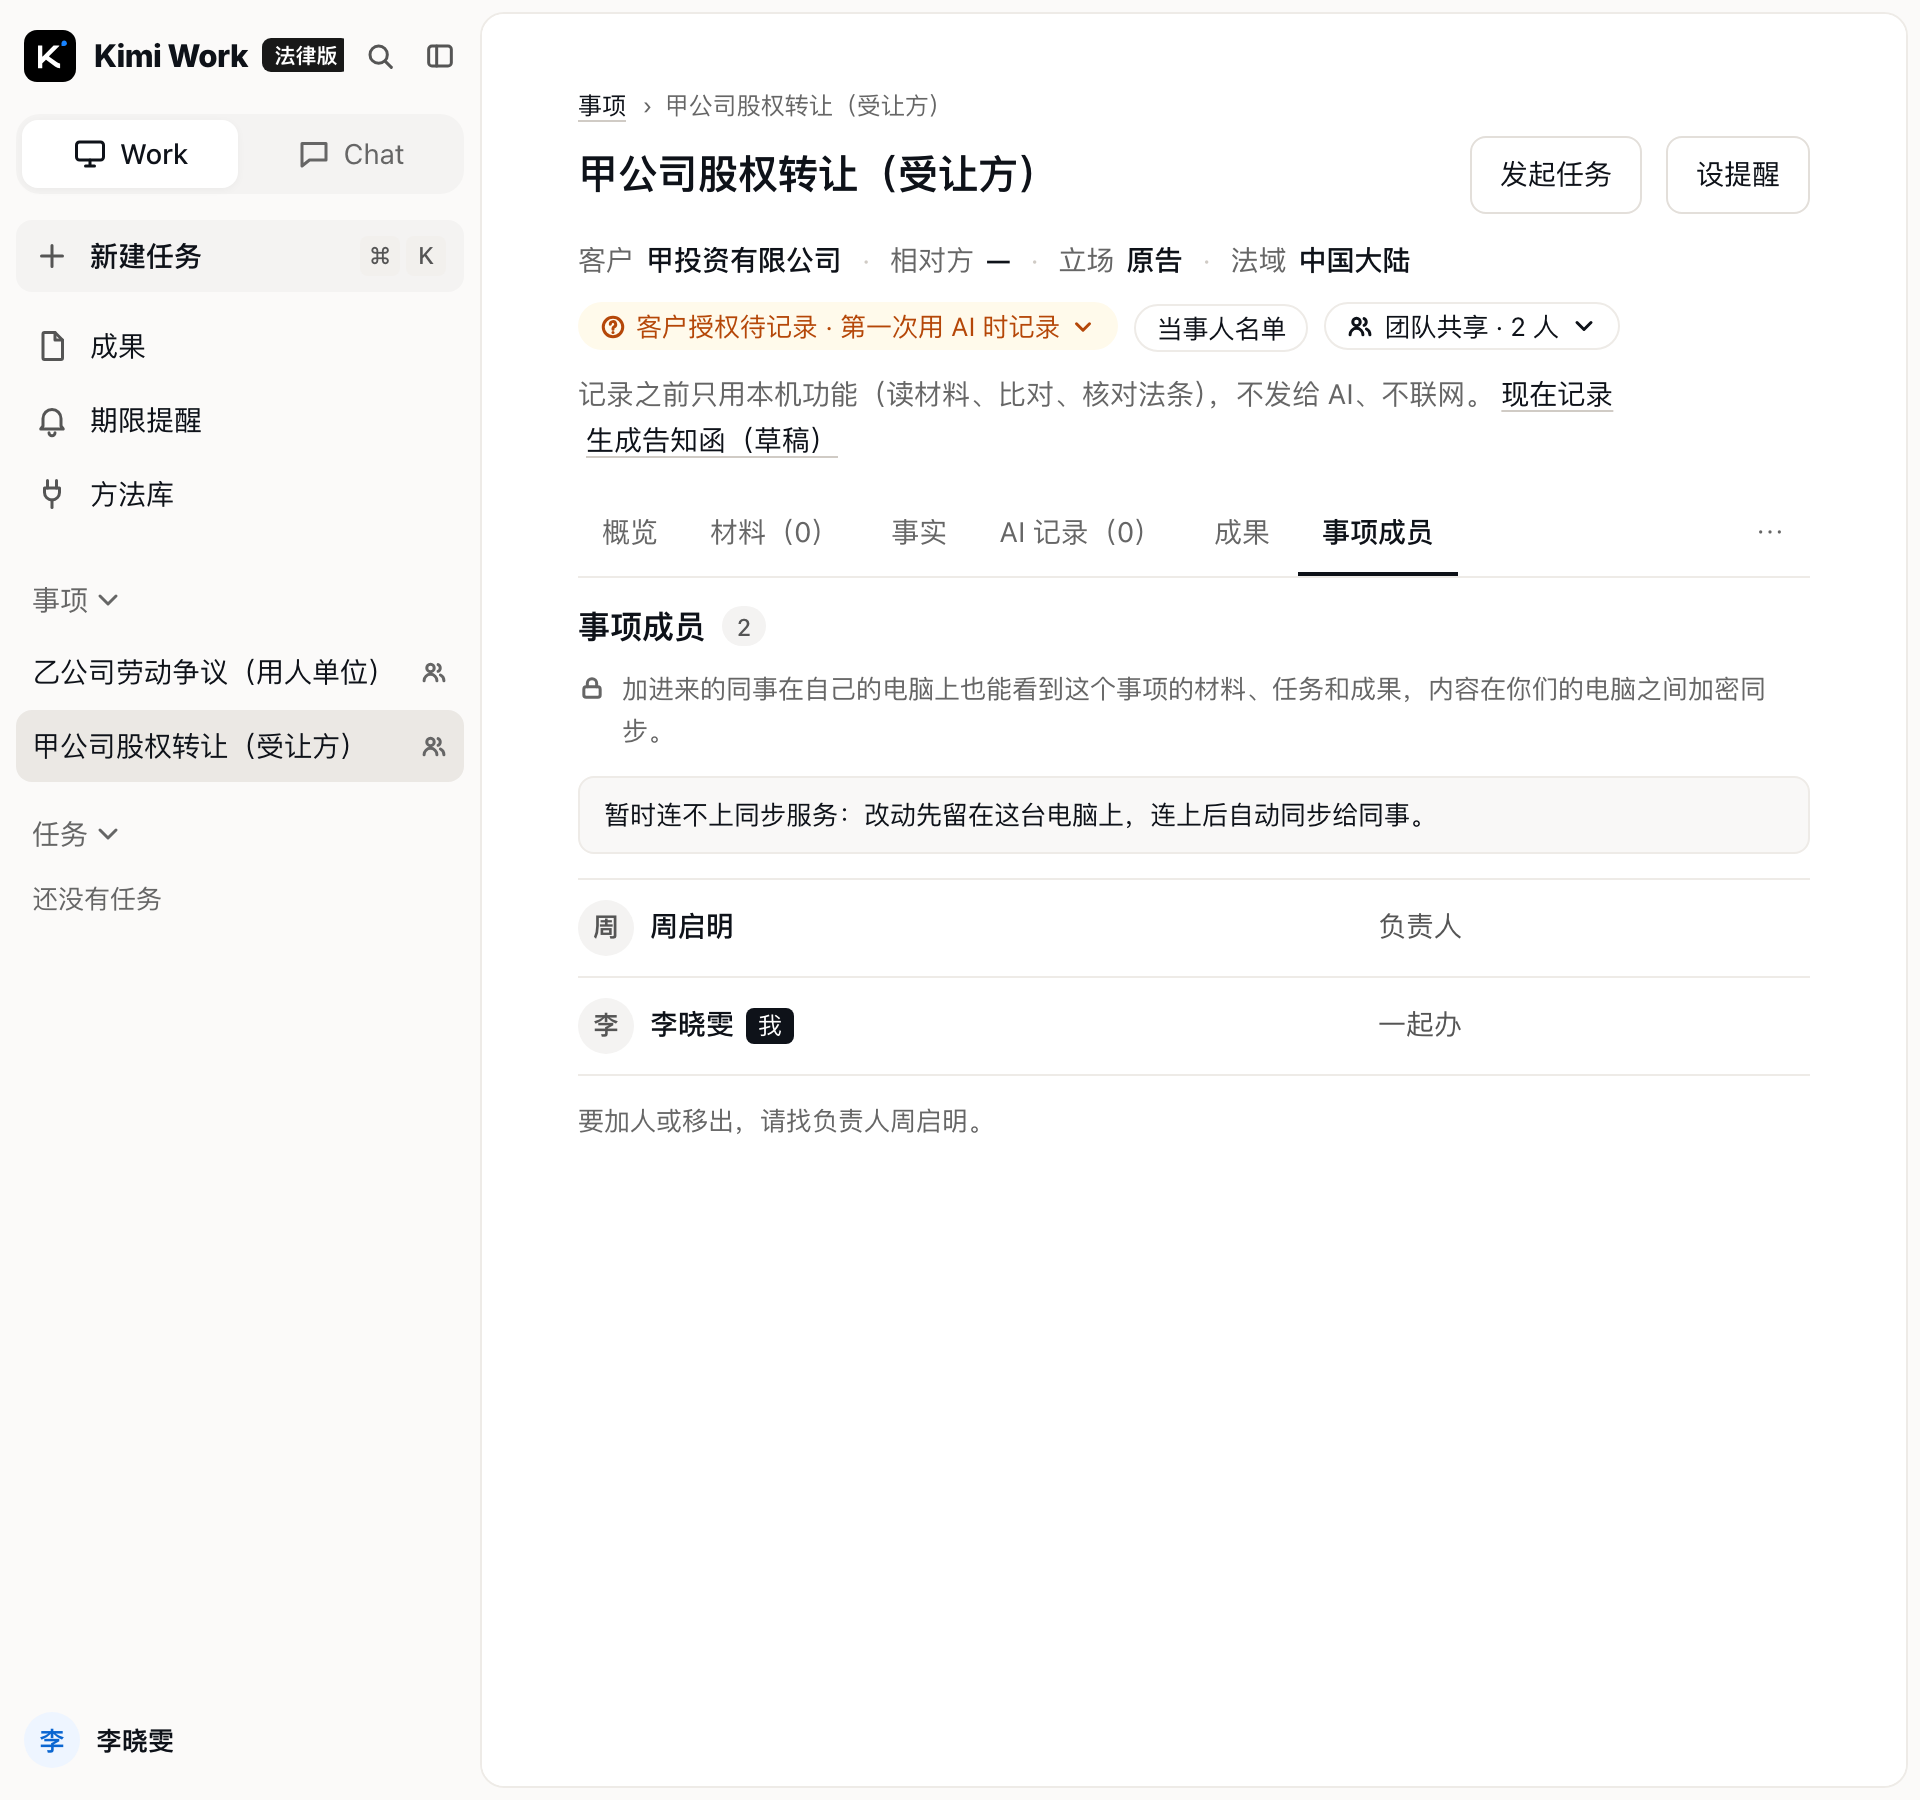 Kimi Work 法律版
Work
Chat
新建任务 ⌘ K
成果
期限提醒
方法库
事项
乙公司劳动争议（用人单位）
甲公司股权转让（受让方）
任务
还没有任务
李 李晓雯
事项 › 甲公司股权转让（受让方）
甲公司股权转让（受让方）
发起任务
设提醒
客户 甲投资有限公司 · 相对方 — · 立场 原告 · 法域 中国大陆
客户授权待记录 · 第一次用 AI 时记录
当事人名单
团队共享 · 2 人
记录之前只用本机功能（读材料、比对、核对法条），不发给 AI、不联网。 现在记录
生成告知函（草稿）
概览 材料（0） 事实 AI 记录（0） 成果 事项成员 ···
事项成员 2
加进来的同事在自己的电脑上也能看到这个事项的材料、任务和成果，内容在你们的电脑之间加密同
步。
暂时连不上同步服务：改动先留在这台电脑上，连上后自动同步给同事。
周 周启明 负责人
李 李晓雯 我 一起办
要加人或移出，请找负责人周启明。